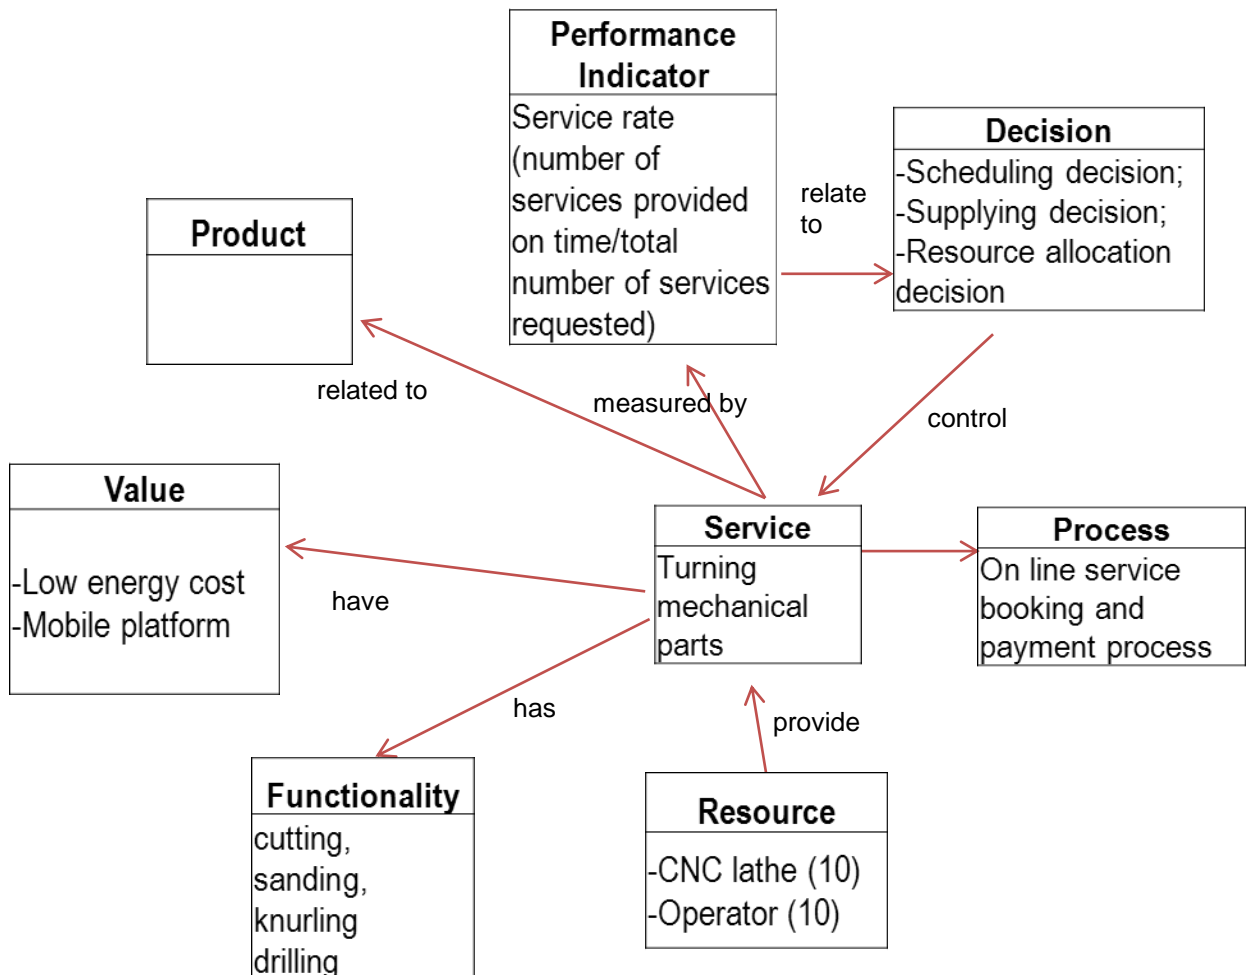 Performance
Indicator
Service rate
(number of
services provided
on time/total
number of services
requested)
relate
to
Decision
-Scheduling decision;
-Supplying decision;
-Resource allocation
decision
Product
related to
measured by
control
Value
-Low energy cost
-Mobile platform
have
Service
Turning
mechanical
parts
Process
On line service
booking and
payment process
has
provide
Functionality
cutting,
sanding,
knurling
drilling
Resource
-CNC lathe (10)
-Operator (10)